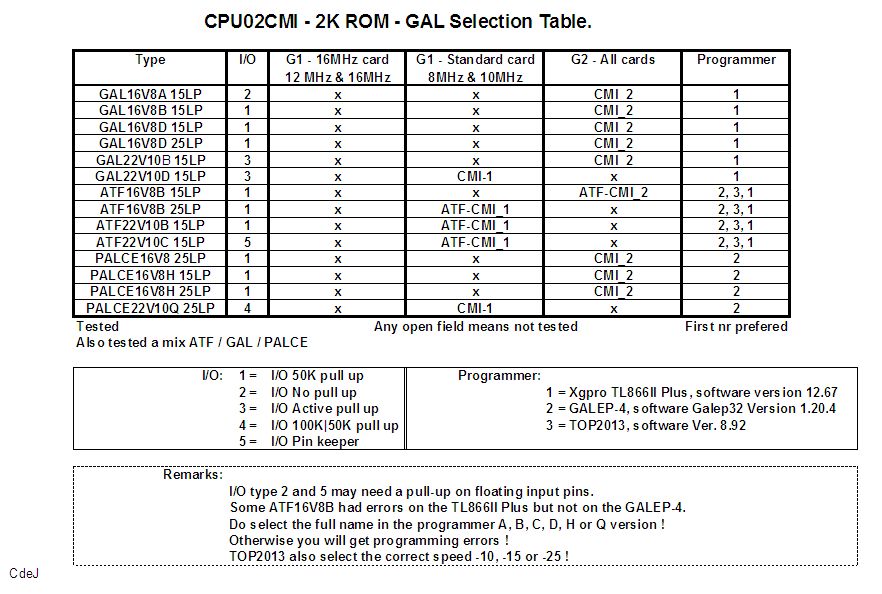 CPU02CMI - 2K ROM - GAL Selection Table.
Type I/O G1 - 16MHz card G1 - Standard card G2 - All cards Programmer
12 MHz & 16MHz 8MHz & 10MHz
GAL16V8A 15LP 2 x x CMI_2 1
GAL16V8B 15LP 1 x x CMI_2 1
GAL16V8D 15LP 1 x x CMI_2 1
GAL16V8D 25LP 1 x x CMI_2 1
GAL22V10B 15LP 3 x x CMI_2 1
GAL22V10D 15LP 3 x CMI-1 x 1
ATF16V8B 15LP 1 x x ATF-CMI_2 2, 3, 1
ATF16V8B 25LP 1 x ATF-CMI_1 x 2, 3, 1
ATF22V10B 15LP 1 x ATF-CMI_1 x 2, 3, 1
ATF22V10C 15LP 5 x ATF-CMI_1 x 2, 3, 1
PALCE16V8 25LP 1 x x CMI_2 2
PALCE16V8H 15LP 1 x x CMI_2 2
PALCE16V8H 25LP 1 x x CMI_2 2
PALCE22V10Q 25LP 4 x CMI-1 x 2
Tested Any open field means not tested First nr prefered
Also tested a mix ATF / GAL / PALCE
I/O: 1 = I/O 50K pull up
2 = I/O No pull up
3 = I/O Active pull up
4 = I/O 100K|50K pull up
5 = I/O Pin keeper
Programmer:
1 = Xgpro TL866II Plus, software version 12.67
2 = GALEP-4, software Galep32 Version 1.20.4
3 = TOP2013, software Ver. 8.92
Remarks:
I/O type 2 and 5 may need a pull-up on floating input pins.
Some ATF16V8B had errors on the TL866II Plus but not on the GALEP-4.
Do select the full name in the programmer A, B, C, D, H or Q version !
Otherwise you will get programming errors !
TOP2013 also select the correct speed -10, -15 or -25 !
CdeJ